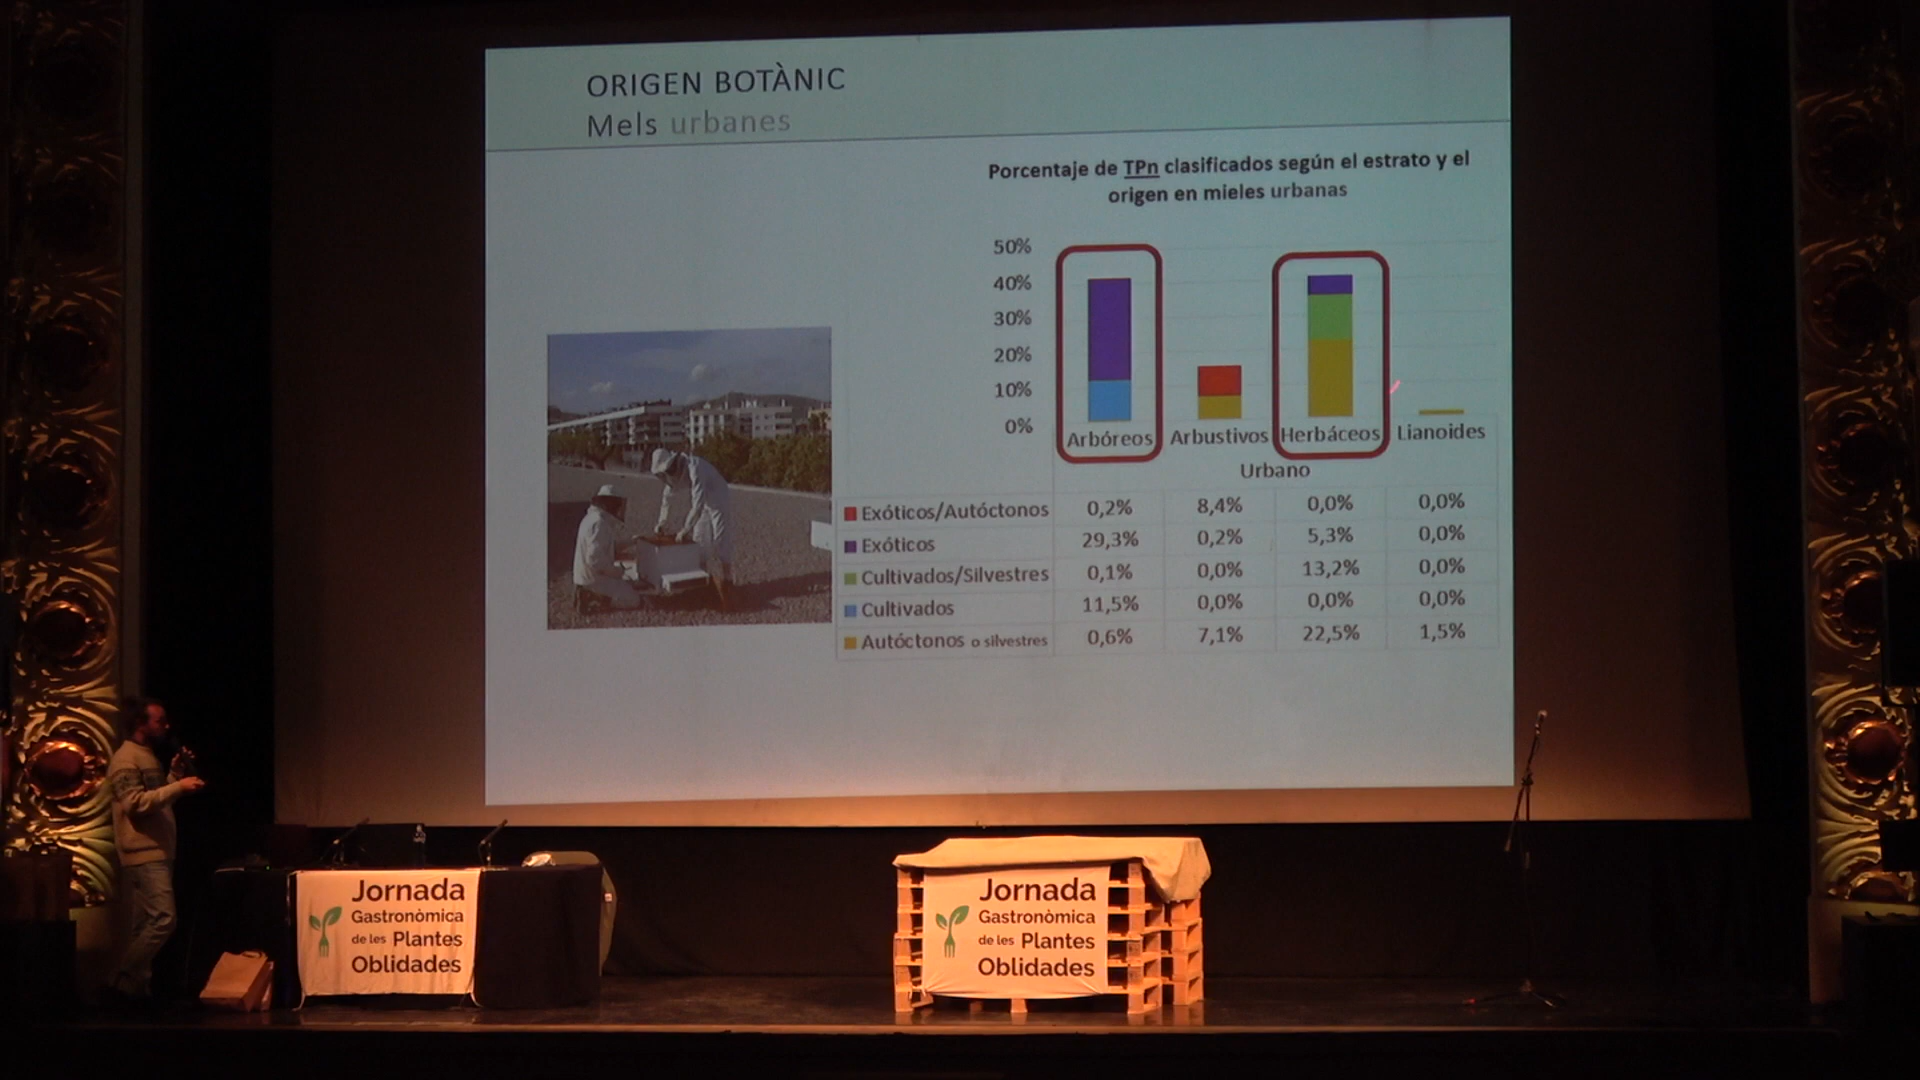 ORIGEN BOTÀNIC
Mels urbanes
Porcentaje de TPn clasificados según el estrato y el
origen en mieles urbanas
50%
40%
30%
20%
10%
0%
Arbóreos Arbustivos Herbáceos Lianoides
Urbano
Exóticos/Autóctonos 0,2% 8,4% 0,0% 0,0%
Exóticos 29,3% 0,2% 5,3% 0,0%
Cultivados/Silvestres 0,1% 0,0% 13,2% 0,0%
Cultivados 11,5% 0,0% 0,0% 0,0%
Autóctonos o silvestres 0,6% 7,1% 22,5% 1,5%
Jornada
Gastronòmica
de les Plantes
Oblidades
Jornada
Gastronòmica
de les Plantes
Oblidades